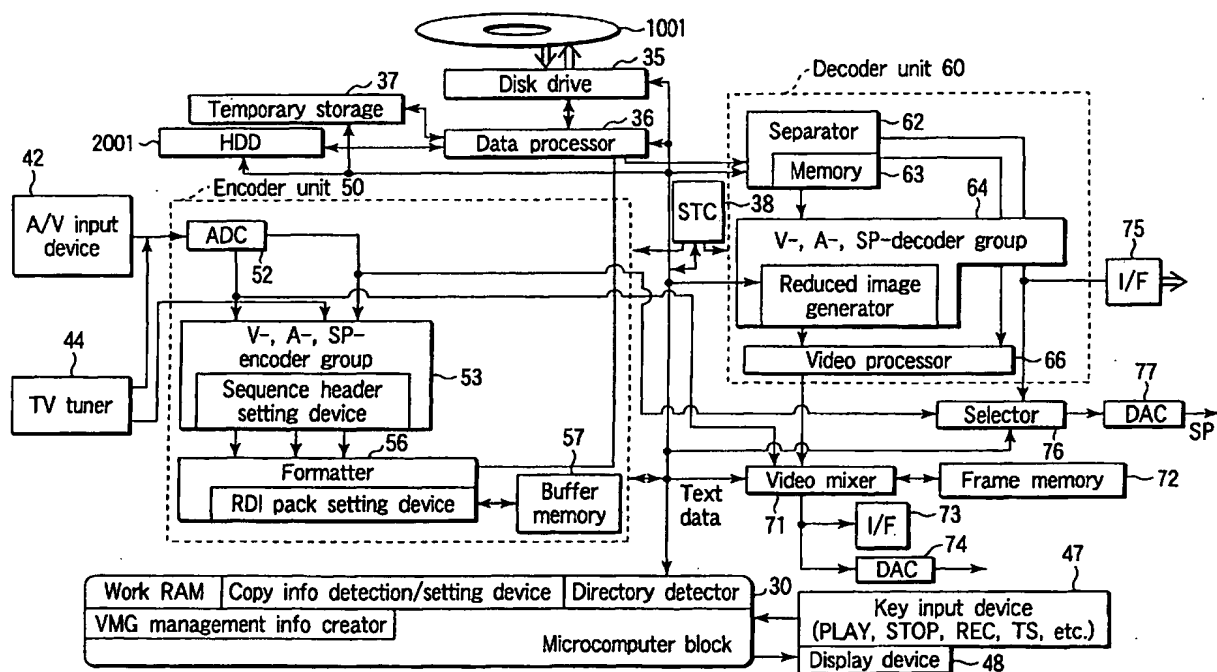 1001
35
Disk drive
37
Temporary storage
2001
HDD
36
Data processor
Decoder unit 60
Separator
62
Memory
63
42
A/V input
device
Encoder unit 50
ADC
52
STC
38
64
V-, A-, SP-decoder group
Reduced image
generator
75
I/F
Video processor
66
44
TV tuner
V-, A-, SP-
encoder group
Sequence header
setting device
53
77
Selector
76
DAC
SP
56
Formatter
RDI pack setting device
57
Buffer
memory
Text
data
Video mixer
71
Frame memory
72
I/F
73
74
DAC
47
Work RAM
Copy info detection/setting device
Directory detector
30
VMG management info creator
Microcomputer block
Key input device
(PLAY, STOP, REC, TS, etc.)
Display device
48